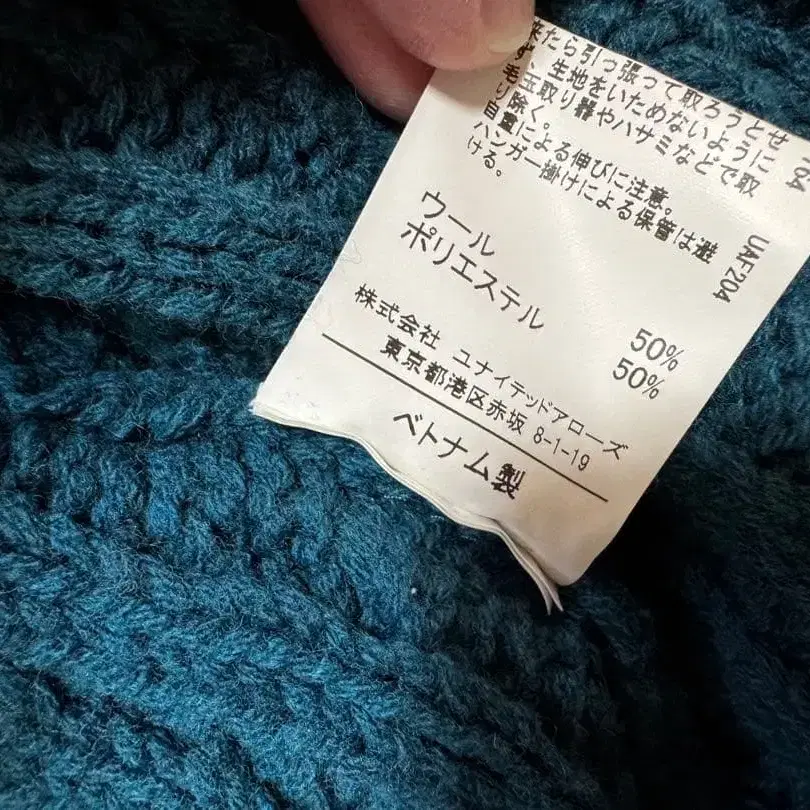 来たら引っ張って取ろうとせ
ず、生地をいためないように
毛玉取り器やハサミなどで取
り除く。
自重による伸びに注意。
ハンガー掛けによる保管は避
ける。
ウール 50%
ポリエステル 50%
株式会社 ユナイテッドアローズ
東京都港区赤坂 8-1-19
ベトナム製
04 UAF204